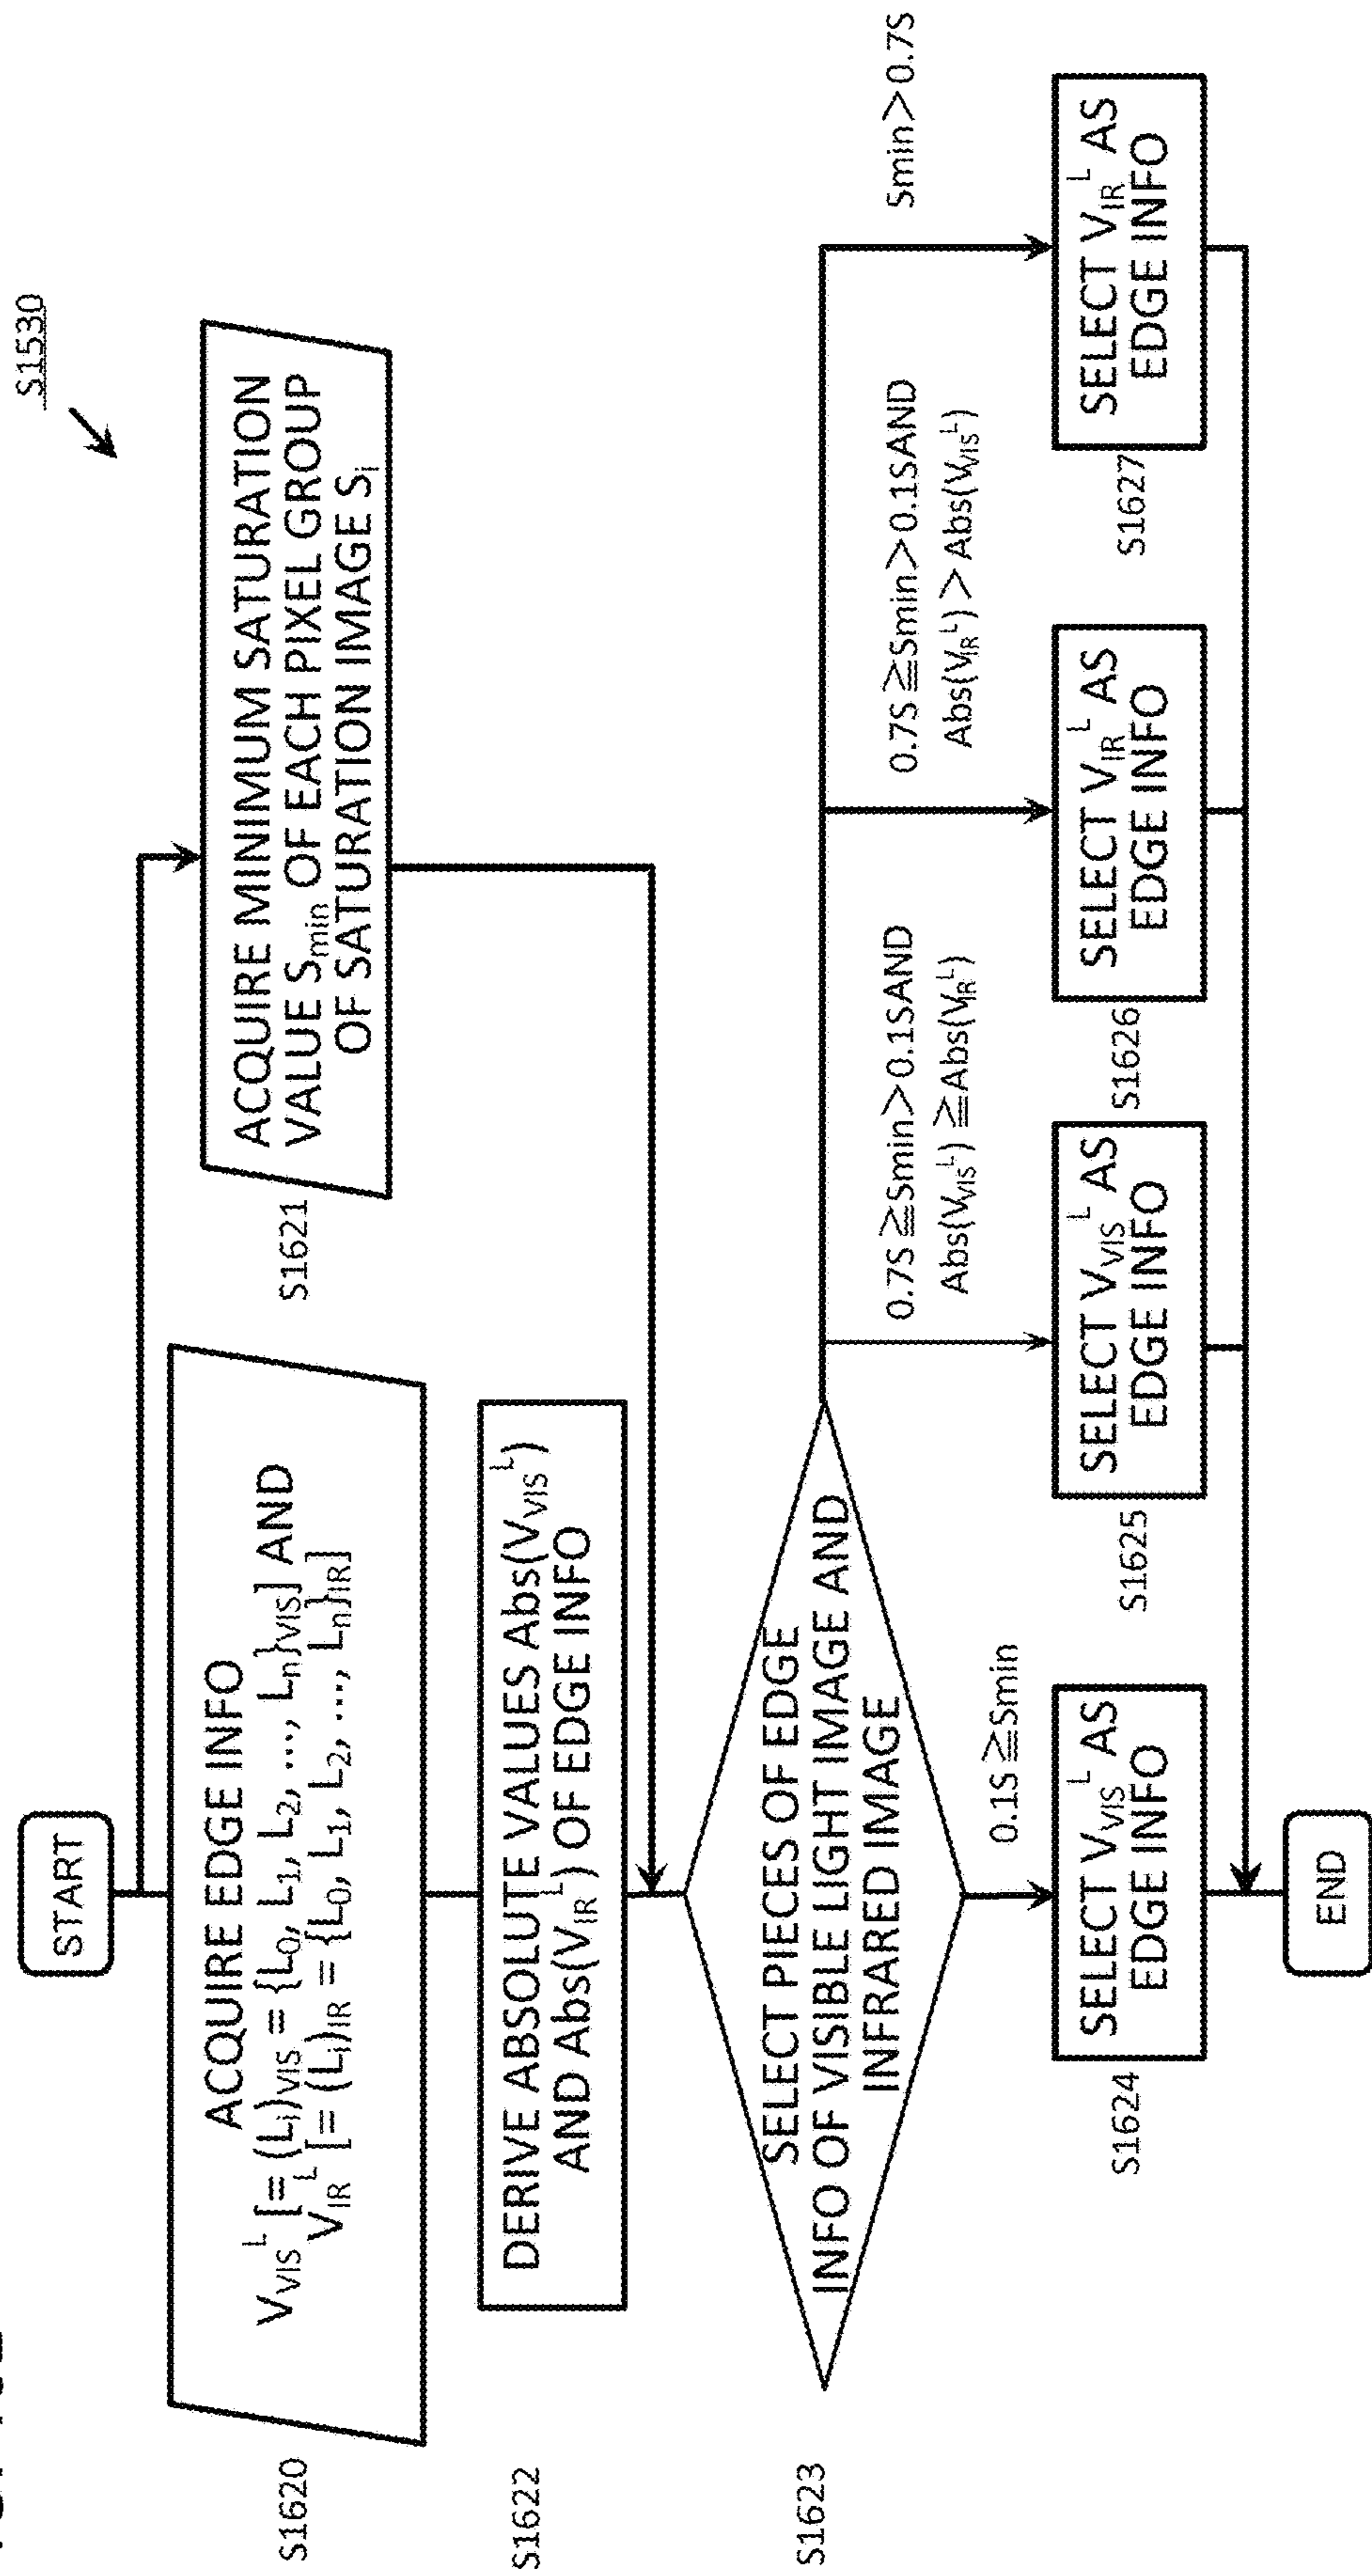 S1530
START
S1620
ACQUIRE EDGE INFO
V_VIS^L [= (L_i)_VIS = {L_0, L_1, L_2, ..., L_n}_VIS] AND
V_IR^L [= (L_i)_IR = {L_0, L_1, L_2, ..., L_n}_IR]
S1621
ACQUIRE MINIMUM SATURATION
VALUE S_min OF EACH PIXEL GROUP
OF SATURATION IMAGE S_i
S1622
DERIVE ABSOLUTE VALUES Abs(V_VIS^L)
AND Abs(V_IR^L) OF EDGE INFO
S1623
SELECT PIECES OF EDGE
INFO OF VISIBLE LIGHT IMAGE AND
INFRARED IMAGE
0.1S≧Smin
0.7S≧Smin>0.1SAND
Abs(V_VIS^L)≧Abs(V_IR^L)
0.7S≧Smin>0.1SAND
Abs(V_IR^L)>Abs(V_VIS^L)
Smin>0.7S
S1624
SELECT V_VIS^L AS
EDGE INFO
S1625
SELECT V_VIS^L AS
EDGE INFO
S1626
SELECT V_IR^L AS
EDGE INFO
S1627
SELECT V_IR^L AS
EDGE INFO
END